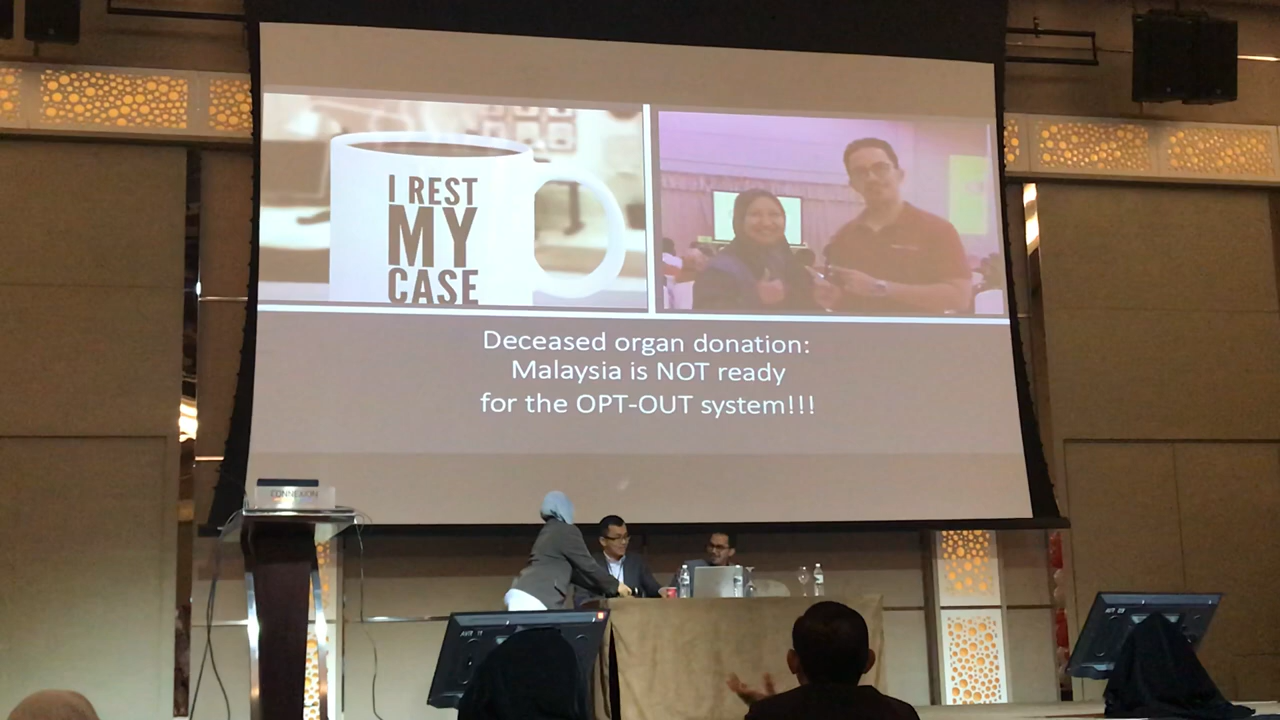 I REST
MY
CASE
Deceased organ donation:
Malaysia is NOT ready
for the OPT-OUT system!!!
CONNEXION